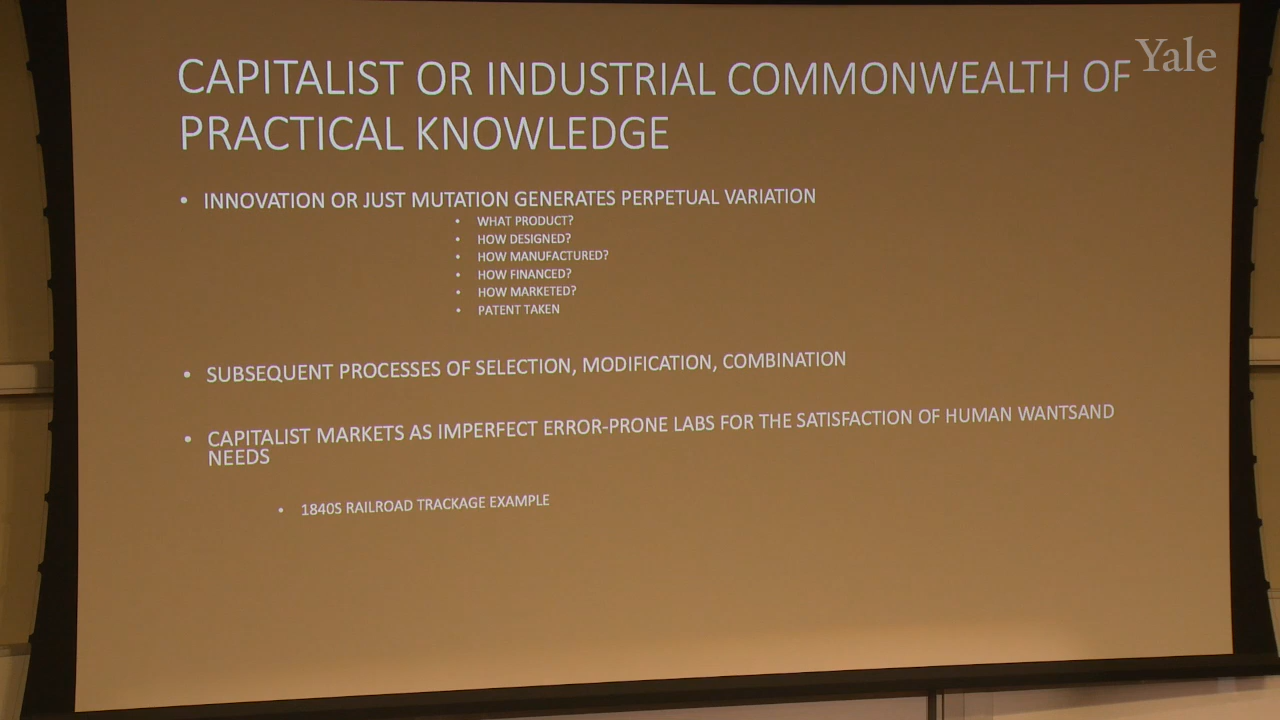 Yale
CAPITALIST OR INDUSTRIAL COMMONWEALTH OF
PRACTICAL KNOWLEDGE
• INNOVATION OR JUST MUTATION GENERATES PERPETUAL VARIATION
• WHAT PRODUCT?
• HOW DESIGNED?
• HOW MANUFACTURED?
• HOW FINANCED?
• HOW MARKETED?
• PATENT TAKEN
• SUBSEQUENT PROCESSES OF SELECTION, MODIFICATION, COMBINATION
• CAPITALIST MARKETS AS IMPERFECT ERROR-PRONE LABS FOR THE SATISFACTION OF HUMAN WANTSAND
NEEDS
• 1840S RAILROAD TRACKAGE EXAMPLE